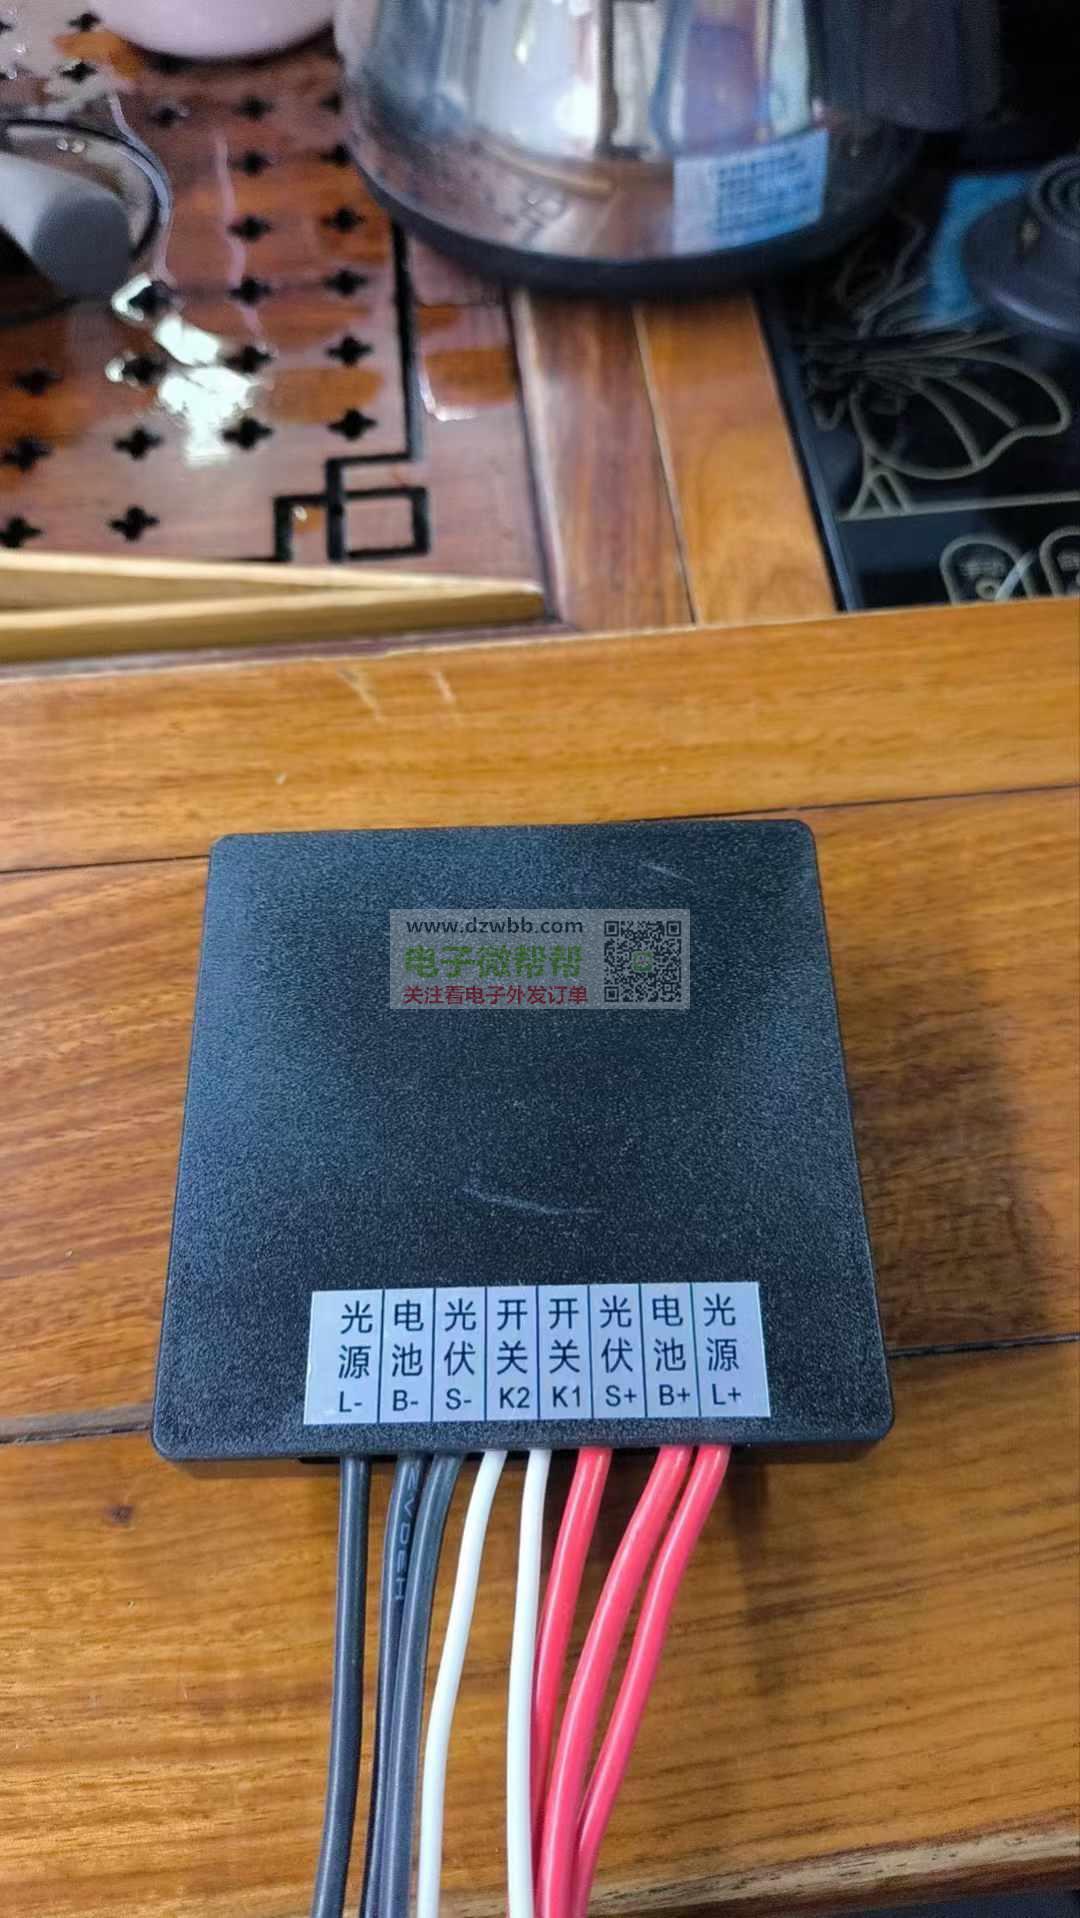 www.dzwbb.com
电子微帮帮
关注看电子外发订单
光源 电池 光伏 开关 开关 光伏 电池 光源
L- B- S- K2 K1 S+ B+ L+